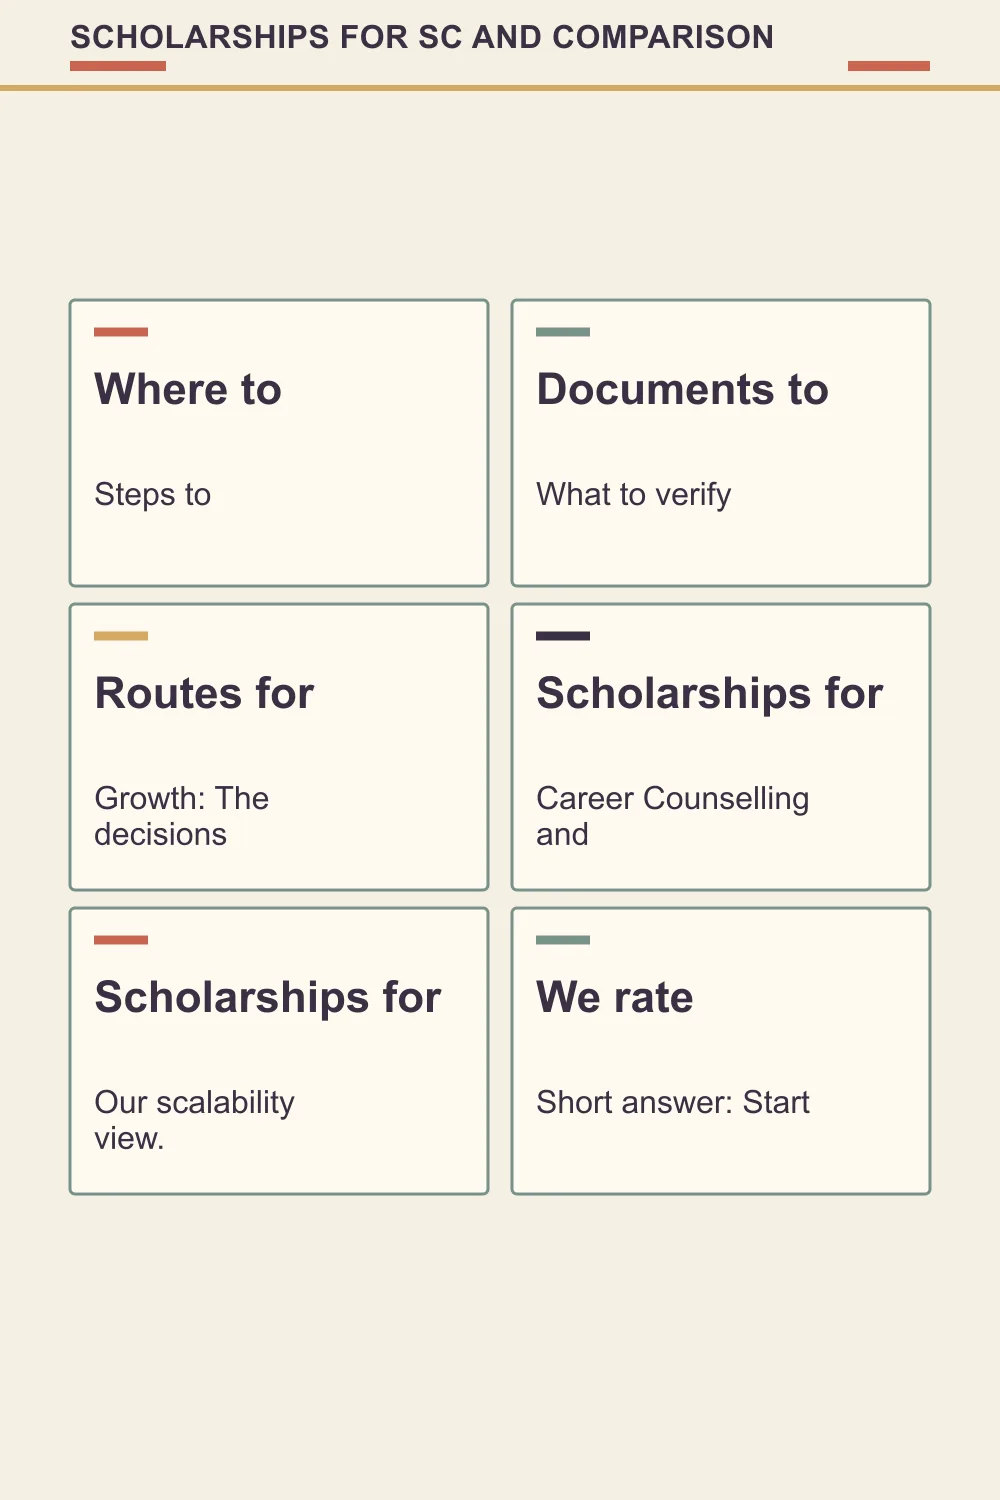 SCHOLARSHIPS FOR SC AND COMPARISON
Where to
Steps to
Documents to
What to verify
Routes for
Growth: The
decisions
Scholarships for
Career Counselling
and
Scholarships for
Our scalability
view.
We rate
Short answer: Start